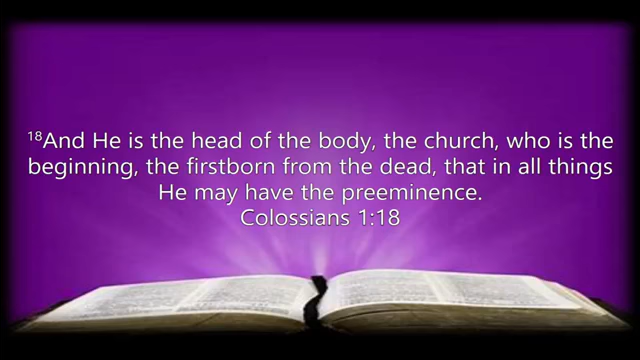 ¹⁸And He is the head of the body, the church, who is the
beginning, the firstborn from the dead, that in all things
He may have the preeminence.
Colossians 1:18